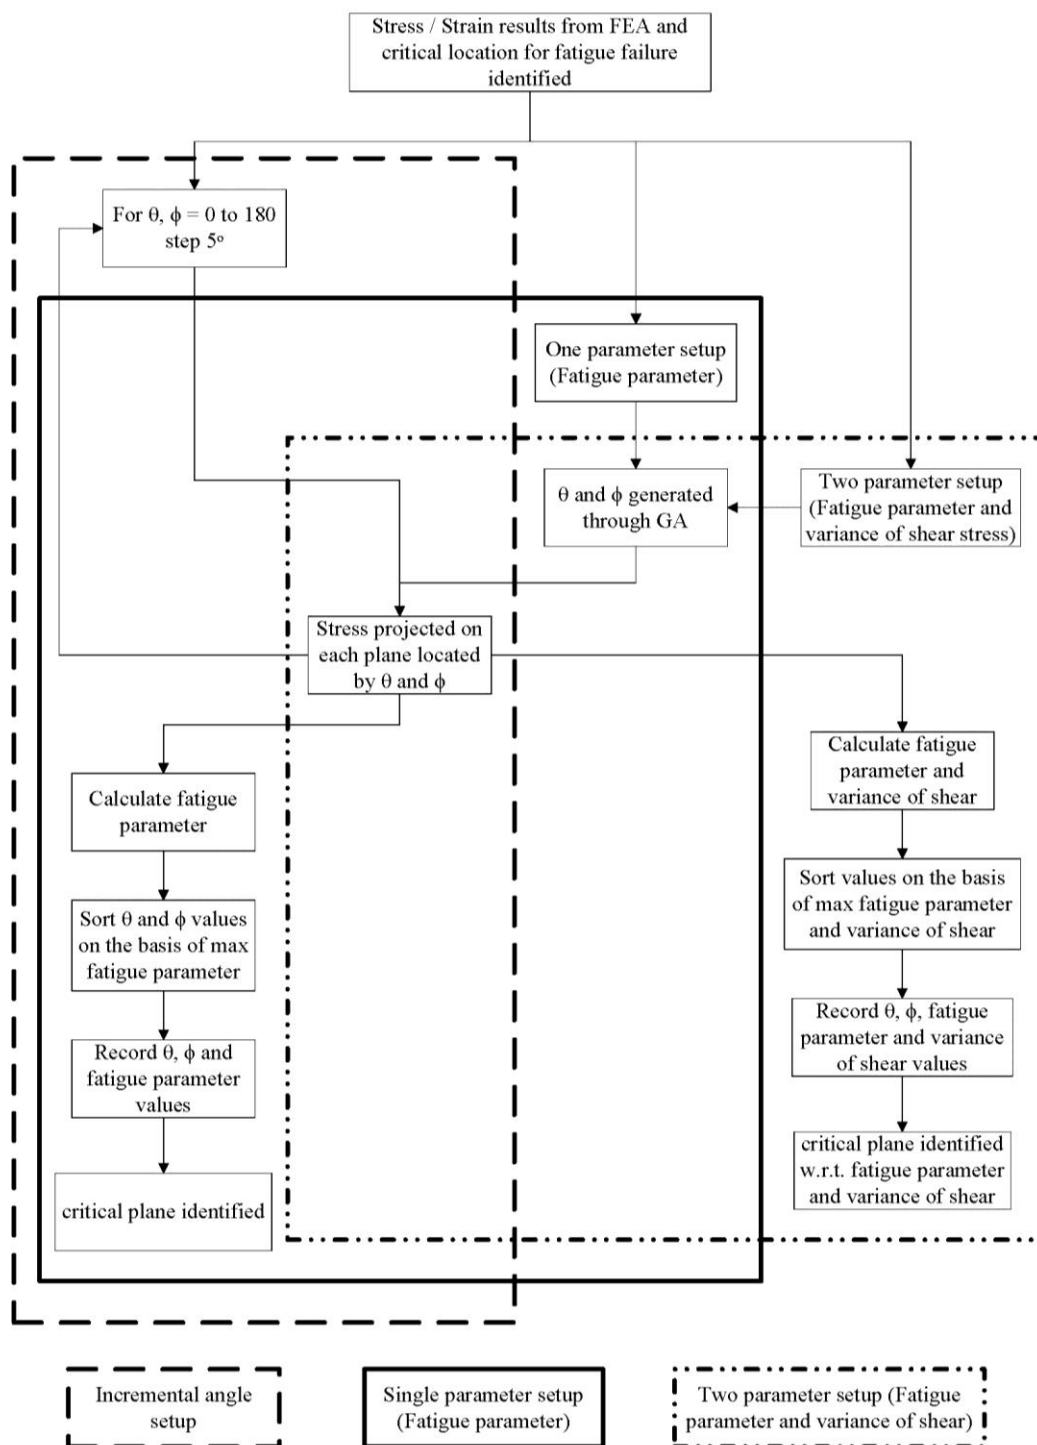 Stress / Strain results from FEA and
critical location for fatigue failure
identified
For θ, ϕ = 0 to 180
step 5º
One parameter setup
(Fatigue parameter)
θ and ϕ generated
through GA
Two parameter setup
(Fatigue parameter and
variance of shear stress)
Stress projected on
each plane located
by θ and ϕ
Calculate fatigue
parameter
Sort θ and ϕ values
on the basis of max
fatigue parameter
Record θ, ϕ and
fatigue parameter
values
critical plane identified
Calculate fatigue
parameter and
variance of shear
Sort values on the basis
of max fatigue parameter
and variance of shear
Record θ, ϕ, fatigue
parameter and variance
of shear values
critical plane identified
w.r.t. fatigue parameter
and variance of shear
Incremental angle
setup
Single parameter setup
(Fatigue parameter)
Two parameter setup (Fatigue
parameter and variance of shear)